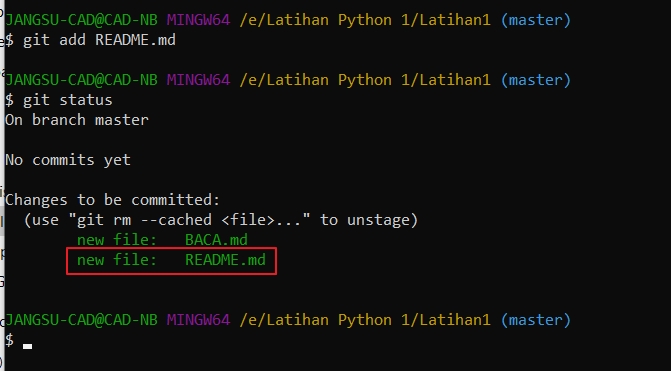 JANGSU-CAD@CAD-NB MINGW64 /e/Latihan Python 1/Latihan1 (master)
$ git add README.md
JANGSU-CAD@CAD-NB MINGW64 /e/Latihan Python 1/Latihan1 (master)
$ git status
On branch master
No commits yet
Changes to be committed:
  (use "git rm --cached <file>..." to unstage)
        new file:   BACA.md
        new file:   README.md
JANGSU-CAD@CAD-NB MINGW64 /e/Latihan Python 1/Latihan1 (master)
$